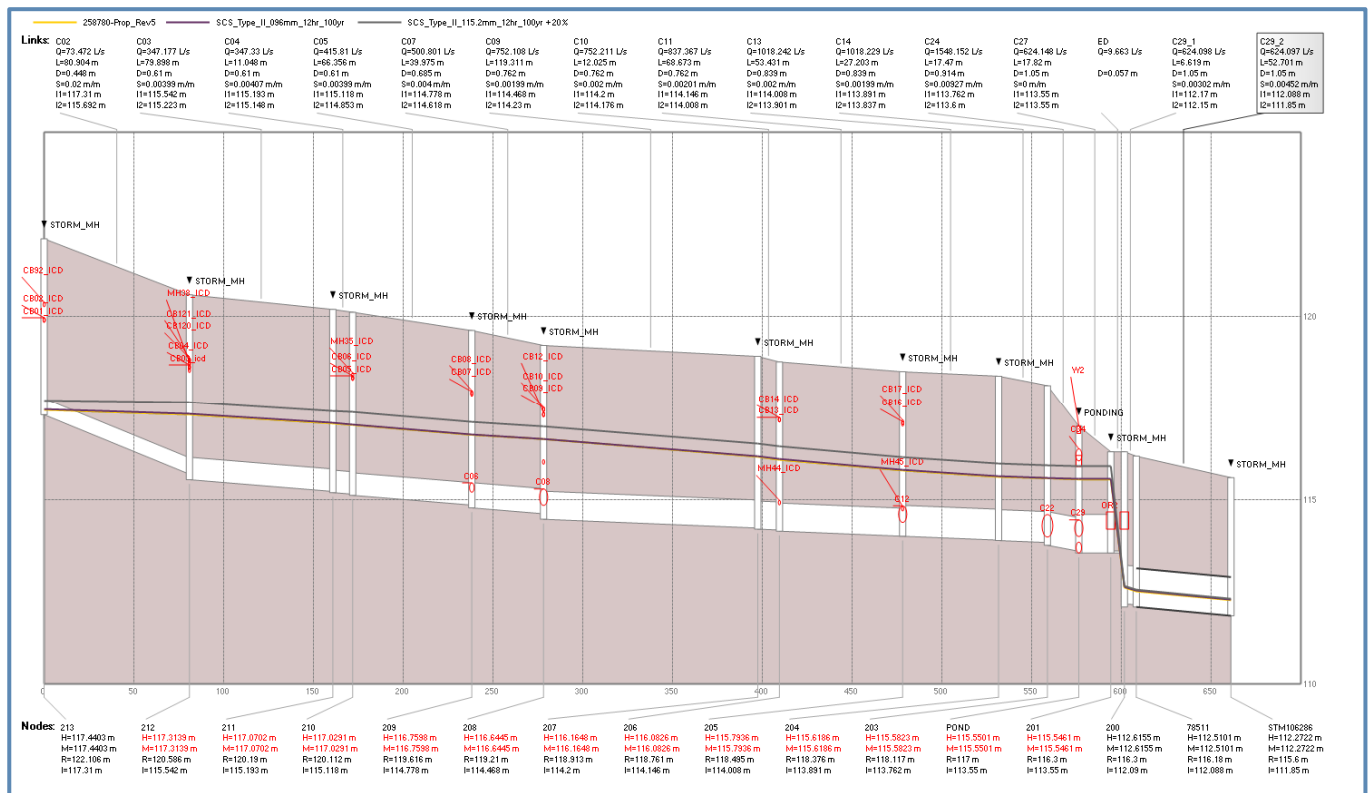 258780-Prop_Rev5 SCS_Type_II_096mm_12hr_100yr SCS_Type_II_115.2mm_12hr_100yr +20%
Links: C02 C03 C04 C05 C07 C09 C10 C11 C13 C14 C24 C27 ED C29_1 C29_2
Q=73.472 L/s Q=347.177 L/s Q=347.33 L/s Q=415.81 L/s Q=500.801 L/s Q=752.108 L/s Q=752.211 L/s Q=837.367 L/s Q=1018.242 L/s Q=1018.229 L/s Q=1548.152 L/s Q=624.148 L/s Q=9.663 L/s Q=624.098 L/s Q=624.097 L/s
L=80.904 m L=79.898 m L=11.048 m L=66.356 m L=39.975 m L=119.311 m L=12.025 m L=68.673 m L=53.431 m L=27.203 m L=17.47 m L=17.82 m L=6.619 m L=52.701 m
D=0.448 m D=0.61 m D=0.61 m D=0.61 m D=0.685 m D=0.762 m D=0.762 m D=0.762 m D=0.839 m D=0.839 m D=0.914 m D=1.05 m D=0.057 m D=1.05 m D=1.05 m
S=0.02 m/m S=0.00399 m/m S=0.00407 m/m S=0.00399 m/m S=0.004 m/m S=0.00199 m/m S=0.002 m/m S=0.00201 m/m S=0.002 m/m S=0.00199 m/m S=0.00927 m/m S=0 m/m S=0.00302 m/m S=0.00452 m/m
I1=117.31 m I1=115.542 m I1=115.193 m I1=115.118 m I1=114.778 m I1=114.468 m I1=114.2 m I1=114.146 m I1=114.008 m I1=113.891 m I1=113.762 m I1=113.55 m I1=112.17 m I1=112.088 m
I2=115.692 m I2=115.223 m I2=115.148 m I2=114.853 m I2=114.618 m I2=114.23 m I2=114.176 m I2=114.008 m I2=113.901 m I2=113.837 m I2=113.6 m I2=113.55 m I2=112.15 m I2=111.85 m
STORM_MH
CB92_ICD
CB02_ICD
CB01_ICD
STORM_MH
MH38_ICD
CB121_ICD
CB120_ICD
CB04_ICD
CB03_icd
STORM_MH
MH35_ICD
CB06_ICD
CB05_ICD
STORM_MH
CB08_ICD
CB07_ICD
C06
STORM_MH
CB12_ICD
CB10_ICD
CB09_ICD
C08
STORM_MH
CB14_ICD
CB13_ICD
MH44_ICD
STORM_MH
CB17_ICD
CB16_ICD
MH45_ICD
C12
STORM_MH
C22
W2
PONDING
C29
STORM_MH
STORM_MH
120
115
110
0 50 100 150 200 250 300 350 400 450 500 550 600 650
Nodes: 213 212 211 210 209 208 207 206 205 204 203 POND 201 200 78511 STM106286
H=117.4403 m H=117.3139 m H=117.0702 m H=117.0291 m H=116.7598 m H=116.6445 m H=116.1648 m H=116.0826 m H=115.7936 m H=115.6186 m H=115.5823 m H=115.5501 m H=115.5461 m H=112.6155 m H=112.5101 m H=112.2722 m
M=117.4403 m M=117.3139 m M=117.0702 m M=117.0291 m M=116.7598 m M=116.6445 m M=116.1648 m M=116.0826 m M=115.7936 m M=115.6186 m M=115.5823 m M=115.5501 m M=115.5461 m M=112.6155 m M=112.5101 m M=112.2722 m
R=122.106 m R=120.586 m R=120.19 m R=120.112 m R=119.616 m R=119.21 m R=118.913 m R=118.761 m R=118.495 m R=118.376 m R=118.117 m R=117 m R=116.3 m R=116.3 m R=116.18 m R=115.6 m
I=117.31 m I=115.542 m I=115.193 m I=115.118 m I=114.778 m I=114.468 m I=114.2 m I=114.146 m I=114.008 m I=113.891 m I=113.762 m I=113.55 m I=113.55 m I=112.09 m I=112.088 m I=111.85 m